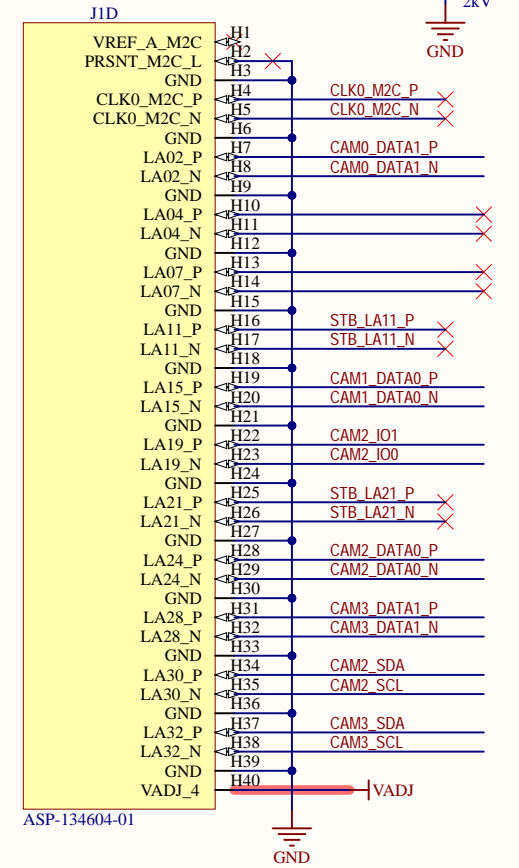 2kV
GND
J1D
VREF_A_M2C H1
PRSNT_M2C_L H2
GND H3
CLK0_M2C_P H4 CLK0_M2C_P
CLK0_M2C_N H5 CLK0_M2C_N
GND H6
LA02_P H7 CAM0_DATA1_P
LA02_N H8 CAM0_DATA1_N
GND H9
LA04_P H10
LA04_N H11
GND H12
LA07_P H13
LA07_N H14
GND H15
LA11_P H16 STB_LA11_P
LA11_N H17 STB_LA11_N
GND H18
LA15_P H19 CAM1_DATA0_P
LA15_N H20 CAM1_DATA0_N
GND H21
LA19_P H22 CAM2_IO1
LA19_N H23 CAM2_IO0
GND H24
LA21_P H25 STB_LA21_P
LA21_N H26 STB_LA21_N
GND H27
LA24_P H28 CAM2_DATA0_P
LA24_N H29 CAM2_DATA0_N
GND H30
LA28_P H31 CAM3_DATA1_P
LA28_N H32 CAM3_DATA1_N
GND H33
LA30_P H34 CAM2_SDA
LA30_N H35 CAM2_SCL
GND H36
LA32_P H37 CAM3_SDA
LA32_N H38 CAM3_SCL
GND H39
VADJ_4 H40 VADJ
ASP-134604-01
GND